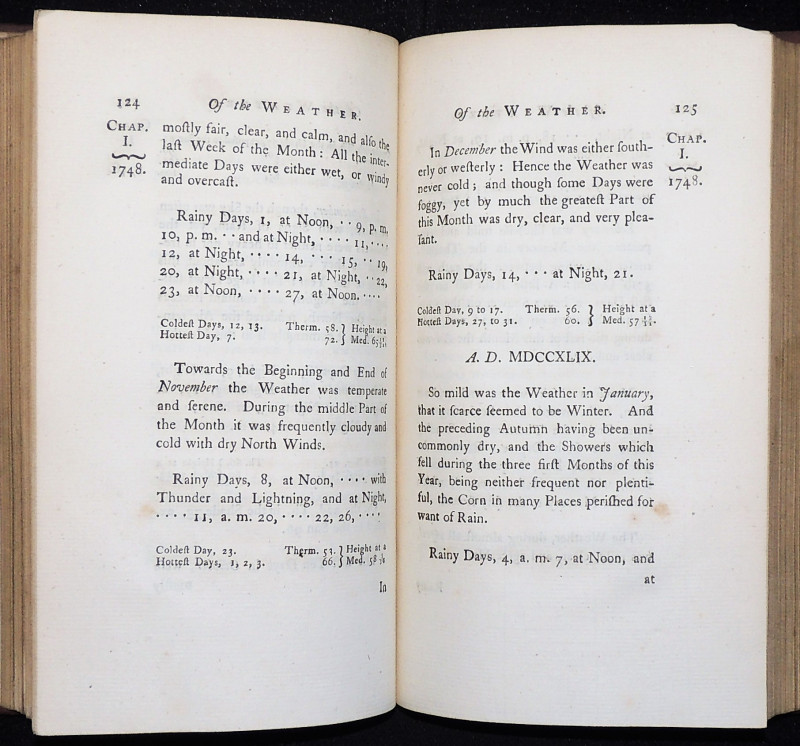 124 Of the WEATHER.
CHAP.
I.
1748.
moſtly fair, clear, and calm, and alſo the
laſt Week of the Month: All the inter-
mediate Days were either wet, or windy
and overcaſt.
Rainy Days, 1, at Noon, · · 9, p. m.
10, p. m. · · and at Night, · · · · 11, · · · ·
12, at Night, · · · · 14, · · · 15, · · 19,
20, at Night, · · · · 21, at Night, · · 22,
23, at Noon, · · · · 27, at Noon. · · · ·
Coldeſt Days, 12, 13. Therm. 58. } Height at a
Hotteſt Day, 7. 72. } Med.
Towards the Beginning and End of
November the Weather was temperate
and ſerene. During the middle Part of
the Month it was frequently cloudy and
cold with dry North Winds.
Rainy Days, 8, at Noon, · · · · with
Thunder and Lightning, and at Night,
· · · · 11, a. m. 20, · · · · 22, 26, · · · ·
Coldeſt Day, 23. Therm. 53. } Height at a
Hotteſt Days, 1, 2, 3. 66. } Med.
In
Of the WEATHER. 125
CHAP.
I.
1748.
In December the Wind was either ſouth-
erly or weſterly: Hence the Weather was
never cold; and though ſome Days were
foggy, yet by much the greateſt Part of
this Month was dry, clear, and very plea-
ſant.
Rainy Days, 14, · · · at Night, 21.
Coldeſt Day, 9 to 17. Therm. 56. } Height at a
Hotteſt Days, 27, to 31. 60. } Med.
A. D. MDCCXLIX.
So mild was the Weather in January,
that it ſcarce ſeemed to be Winter. And
the preceding Autumn having been un-
commonly dry, and the Showers which
fell during the three firſt Months of this
Year, being neither frequent nor plenti-
ful, the Corn in many Places periſhed for
want of Rain.
Rainy Days, 4, a. m. 7, at Noon, and
at